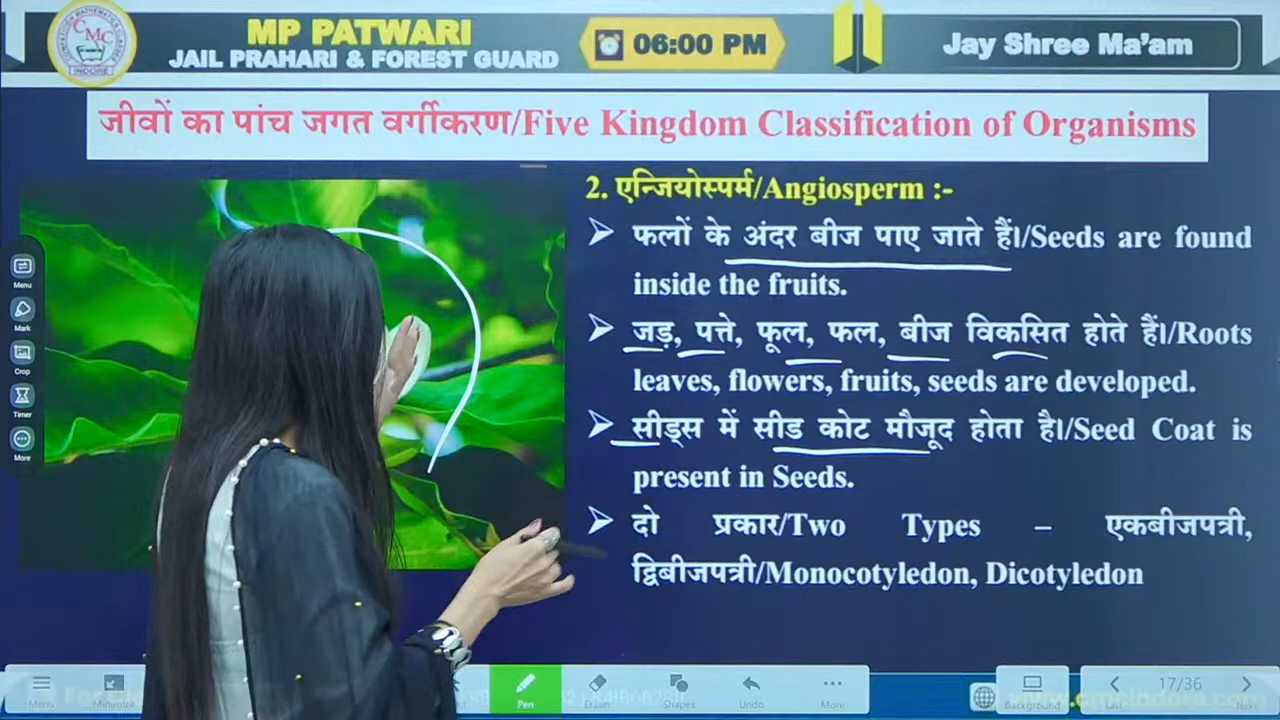 CMC
INDORE
MP PATWARI
JAIL PRAHARI & FOREST GUARD
06:00 PM
Jay Shree Ma'am
जीवों का पांच जगत वर्गीकरण/Five Kingdom Classification of Organisms
2. एन्जियोस्पर्म/Angiosperm :-
फलों के अंदर बीज पाए जाते हैं।/Seeds are found
inside the fruits.
जड़, पत्ते, फूल, फल, बीज विकसित होते हैं।/Roots
leaves, flowers, fruits, seeds are developed.
सीड्स में सीड कोट मौजूद होता है।/Seed Coat is
present in Seeds.
दो प्रकार/Two Types – एकबीजपत्री,
द्विबीजपत्री/Monocotyledon, Dicotyledon
Menu
Mark
Crop
Timer
More
Menu
Minimize
Pen
Eraser
Shapes
Undo
More
Background
17/36
www.cmcindore.com